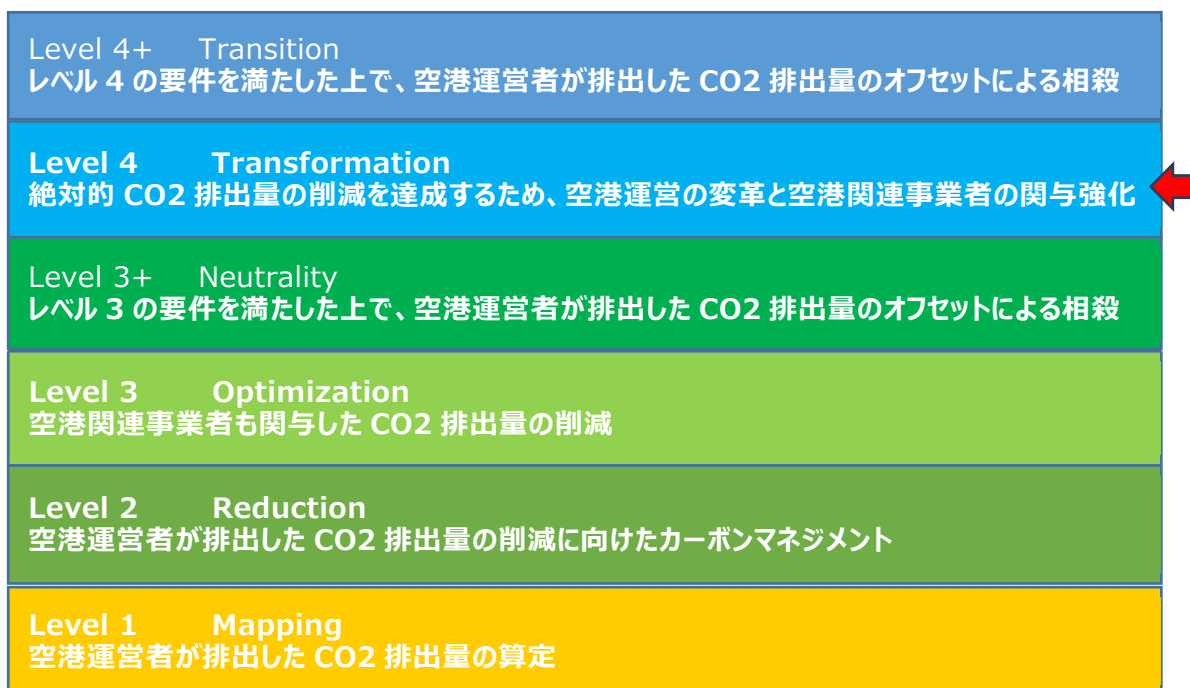 Level 4+ Transition
レベル 4 の要件を満たした上で、空港運営者が排出した CO2 排出量のオフセットによる相殺
Level 4 Transformation
絶対的 CO2 排出量の削減を達成するため、空港運営の変革と空港関連事業者の関与強化
Level 3+ Neutrality
レベル 3 の要件を満たした上で、空港運営者が排出した CO2 排出量のオフセットによる相殺
Level 3 Optimization
空港関連事業者も関与した CO2 排出量の削減
Level 2 Reduction
空港運営者が排出した CO2 排出量の削減に向けたカーボンマネジメント
Level 1 Mapping
空港運営者が排出した CO2 排出量の算定